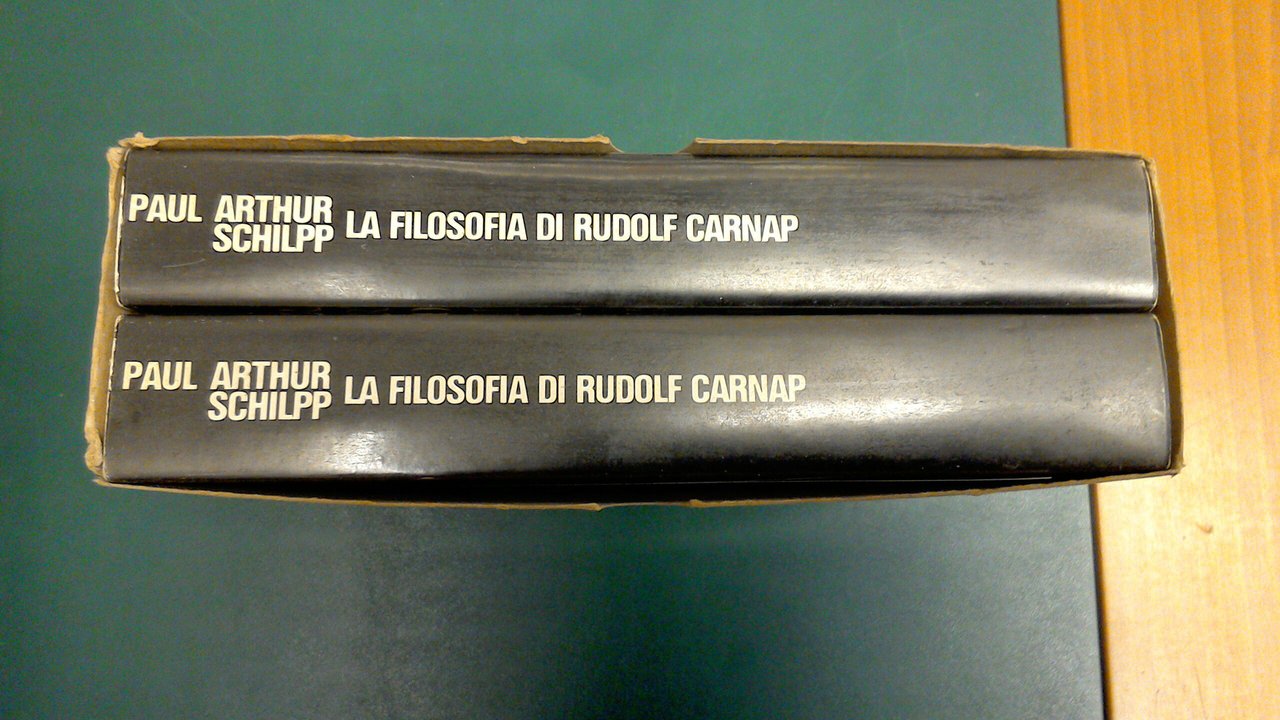 PAUL ARTHUR
SCHILPP
LA FILOSOFIA DI RUDOLF CARNAP
PAUL ARTHUR
SCHILPP
LA FILOSOFIA DI RUDOLF CARNAP